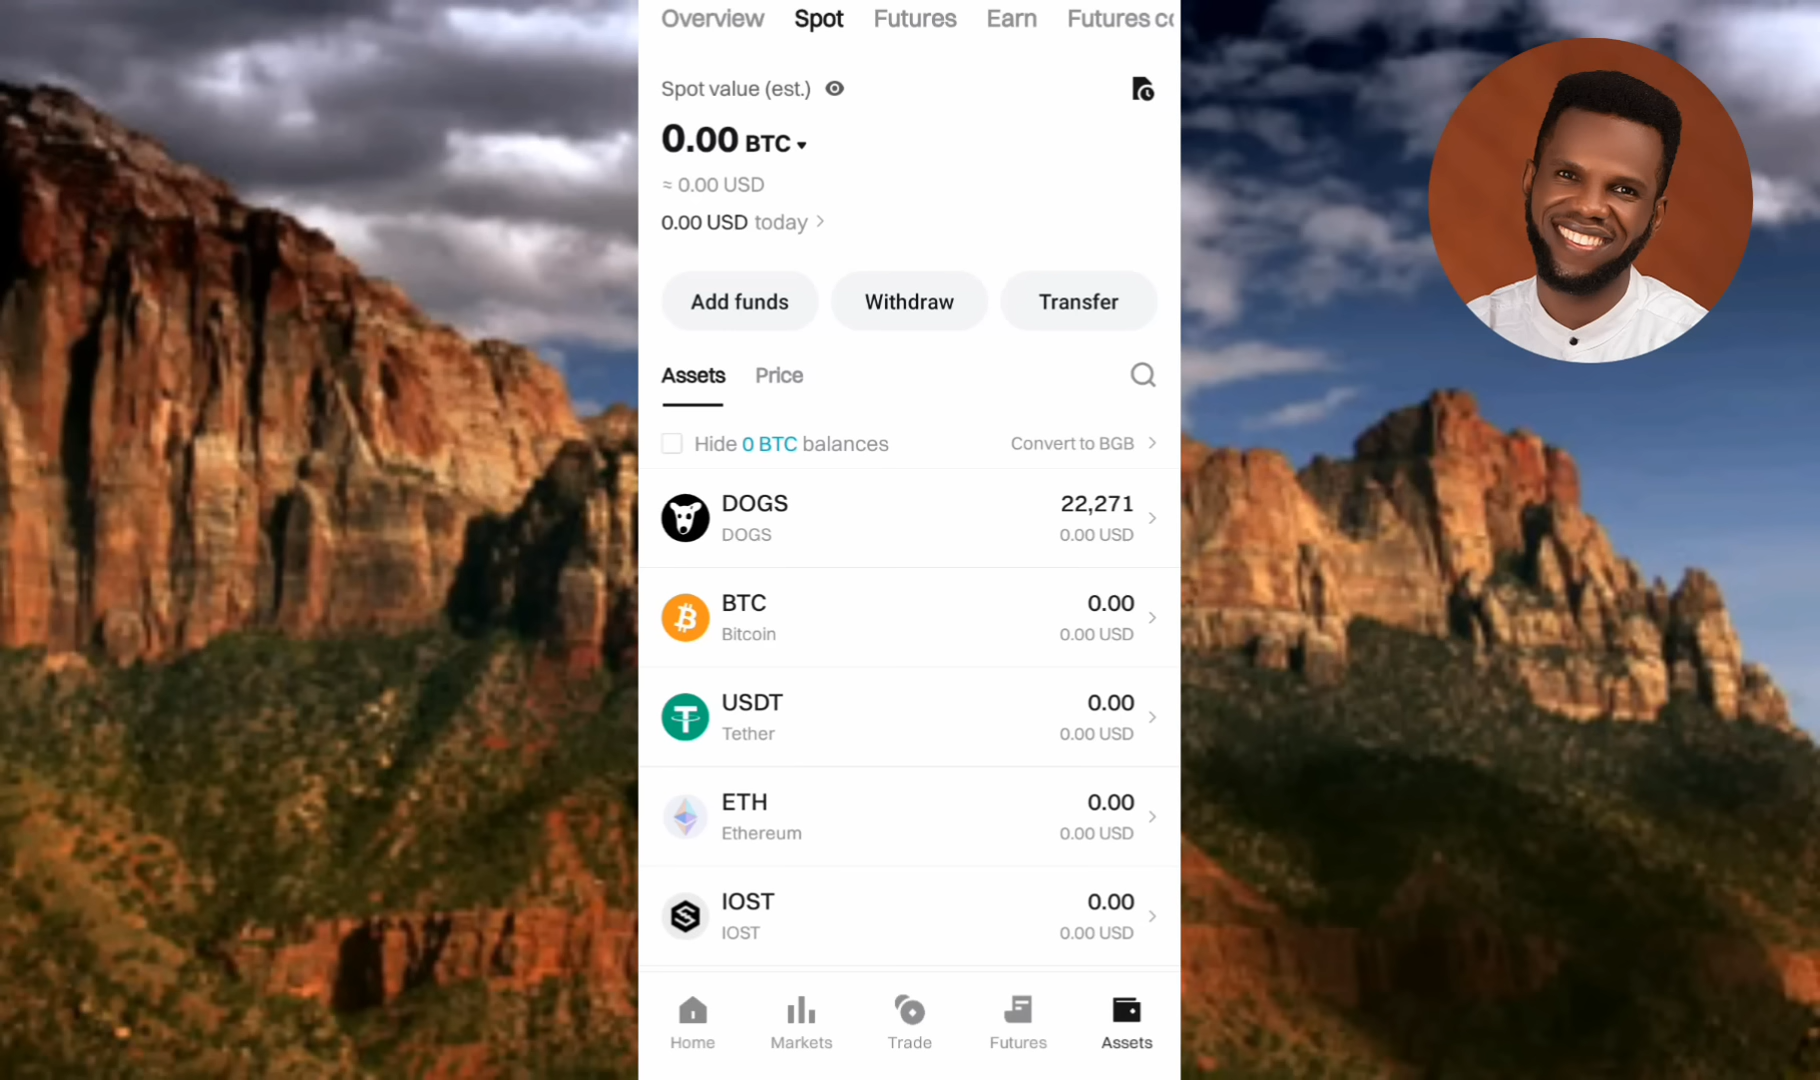 Overview Spot Futures Earn Futures co
Spot value (est.)
0.00 BTC
≈ 0.00 USD
0.00 USD today
Add funds Withdraw Transfer
Assets Price
Hide 0 BTC balances Convert to BGB
DOGS 22,271
DOGS 0.00 USD
BTC 0.00
Bitcoin 0.00 USD
USDT 0.00
Tether 0.00 USD
ETH 0.00
Ethereum 0.00 USD
IOST 0.00
IOST 0.00 USD
Home Markets Trade Futures Assets